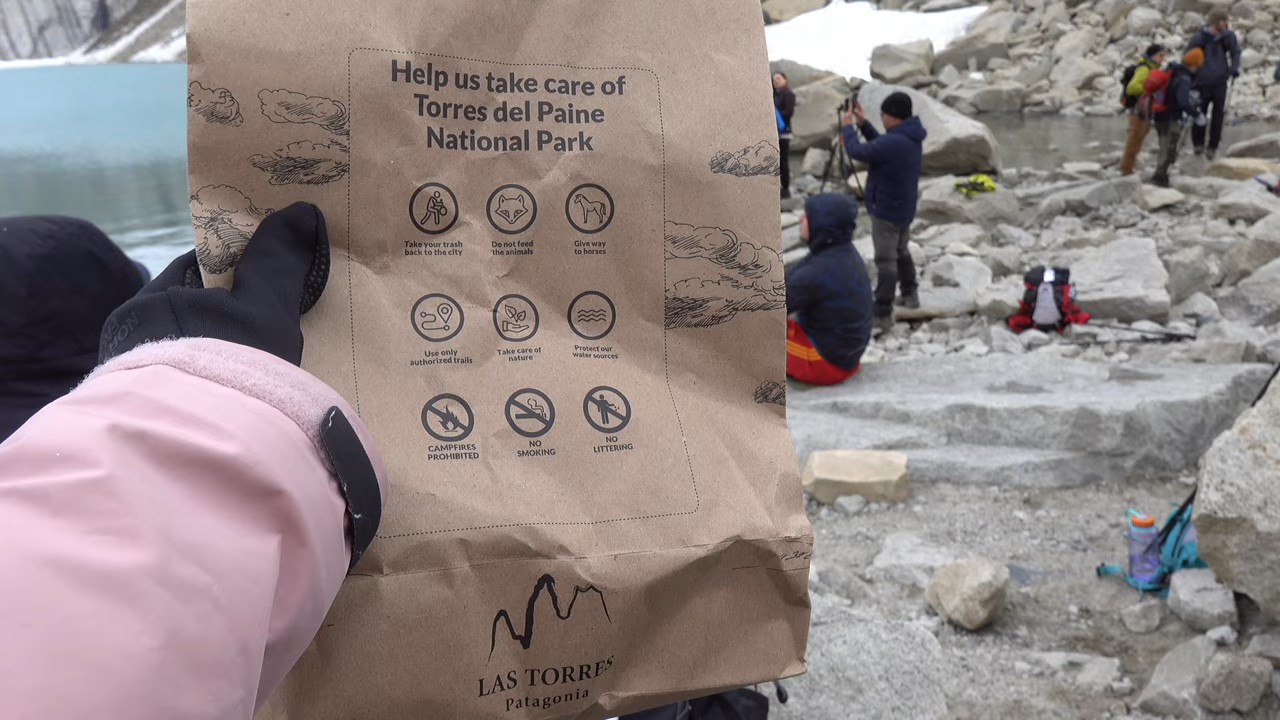 Help us take care of
Torres del Paine
National Park
Take your trash
back to the city
Do not feed
the animals
Give way
to horses
Use only
authorized trails
Take care of
nature
Protect our
water sources
CAMPFIRES
PROHIBITED
NO
SMOKING
NO
LITTERING
LAS TORRES
Patagonia